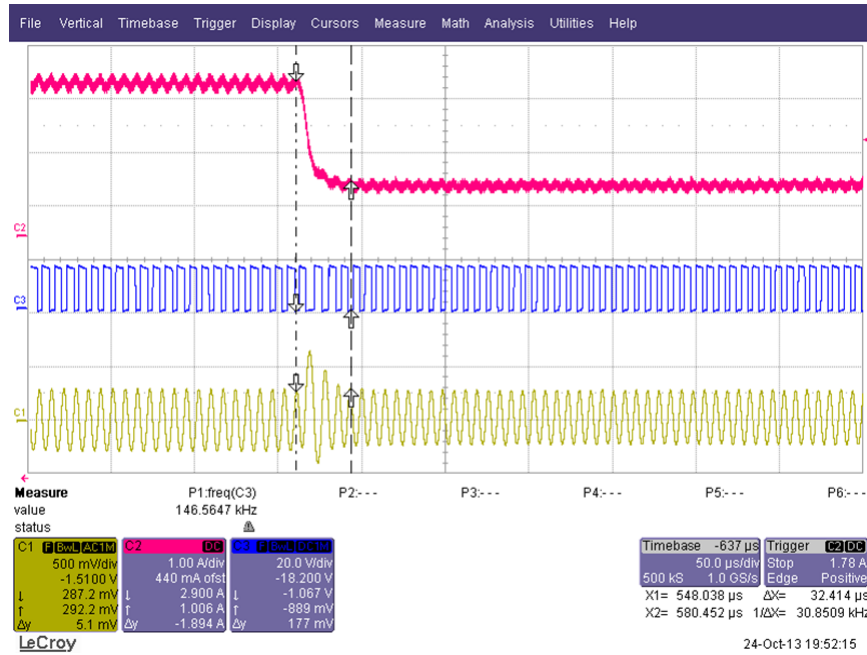 File Vertical Timebase Trigger Display Cursors Measure Math Analysis Utilities Help
C2
C3
C1
Measure P1:freq(C3) P2:--- P3:--- P4:--- P5:--- P6:---
value 146.5647 kHz
status
C1 F BwL AC1M
500 mV/div
-1.5100 V
↓ 287.2 mV
↑ 292.2 mV
Δy 5.1 mV
C2 DC
1.00 A/div
440 mA ofst
↓ 2.900 A
↑ 1.006 A
Δy -1.894 A
C3 F BwL DC1M
20.0 V/div
-18.200 V
↓ -1.067 V
↑ -889 mV
Δy 177 mV
Timebase -637 µs
50.0 µs/div
500 kS 1.0 GS/s
Trigger C2 DC
Stop 1.78 A
Edge Positive
X1= 548.038 µs ΔX= 32.414 µs
X2= 580.452 µs 1/ΔX= 30.8509 kHz
LeCroy
24-Oct-13 19:52:15